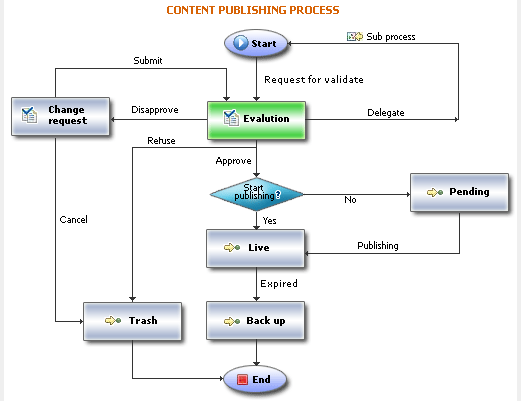 CONTENT PUBLISHING PROCESS
Start
Sub process
Submit
Request for validate
Change
request
Disapprove
Evalution
Delegate
Refuse
Approve
Start
publishing?
No
Pending
Yes
Cancel
Live
Publishing
Expired
Trash
Back up
End